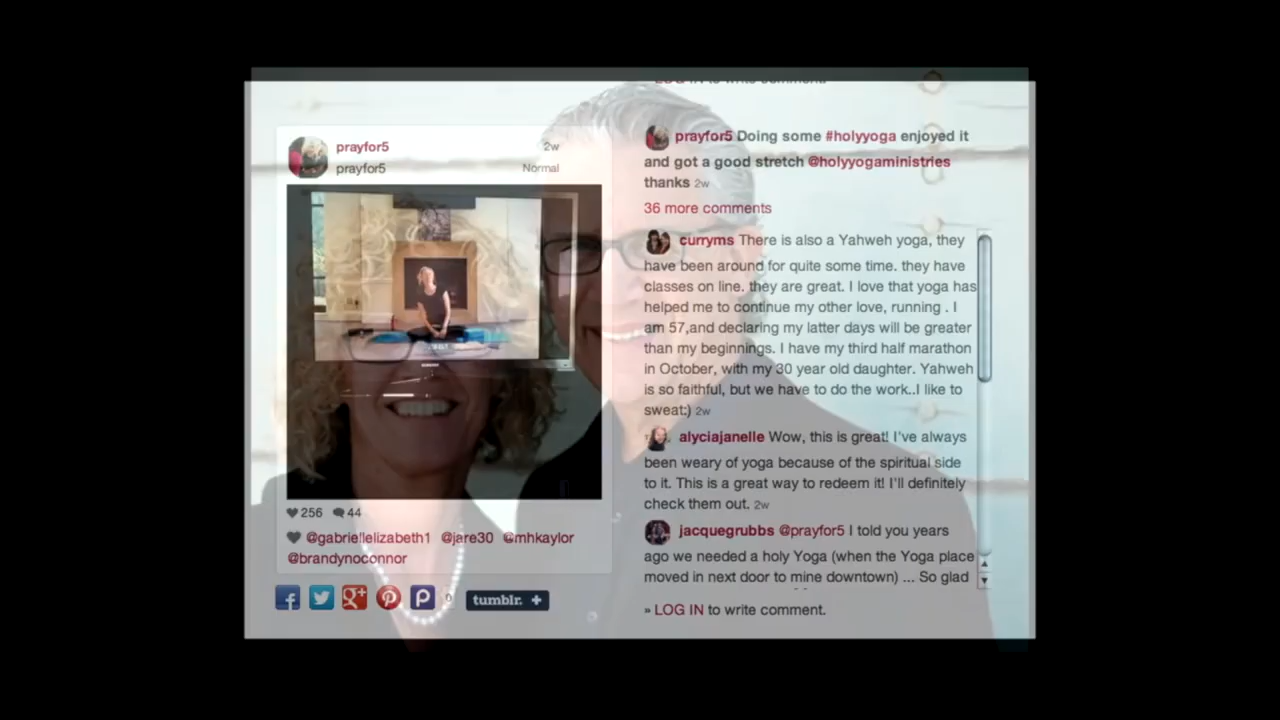 LOG IN to write comment.
prayfor5
2w
prayfor5
Normal
256 44
@gabriellelizabeth1 @jare30 @mhkaylor
@brandynoconnor
0
tumblr. +
prayfor5 Doing some #holyyoga enjoyed it
and got a good stretch @holyyogaministries
thanks 2w
36 more comments
curryms There is also a Yahweh yoga, they
have been around for quite some time. they have
classes on line. they are great. I love that yoga has
helped me to continue my other love, running . I
am 57,and declaring my latter days will be greater
than my beginnings. I have my third half marathon
in October, with my 30 year old daughter. Yahweh
is so faithful, but we have to do the work..I like to
sweat:) 2w
alyciajanelle Wow, this is great! I've always
been weary of yoga because of the spiritual side
to it. This is a great way to redeem it! I'll definitely
check them out. 2w
jacquegrubbs @prayfor5 I told you years
ago we needed a holy Yoga (when the Yoga place
moved in next door to mine downtown) ... So glad
» LOG IN to write comment.